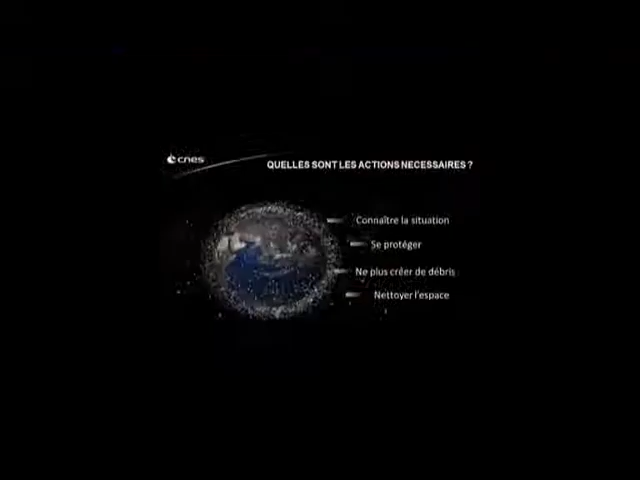 cnes
QUELLES SONT LES ACTIONS NECESSAIRES ?
Connaître la situation
Se protéger
Ne plus créer de débris
Nettoyer l'espace